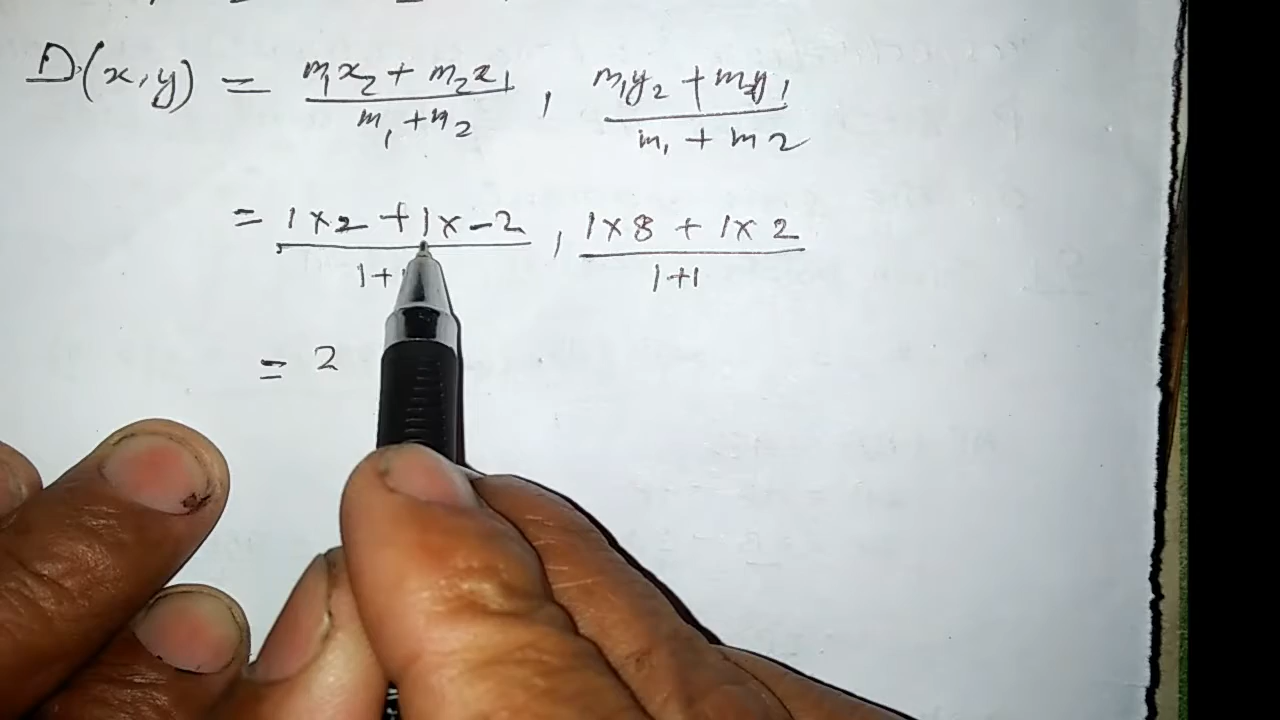 D(x,y) = m₁x₂ + m₂x₁ / m₁ + m₂ , m₁y₂ + m₂y₁ / m₁ + m2
= 1×2 + 1×-2 / 1+ , 1×8 + 1×2 / 1+1
= 2